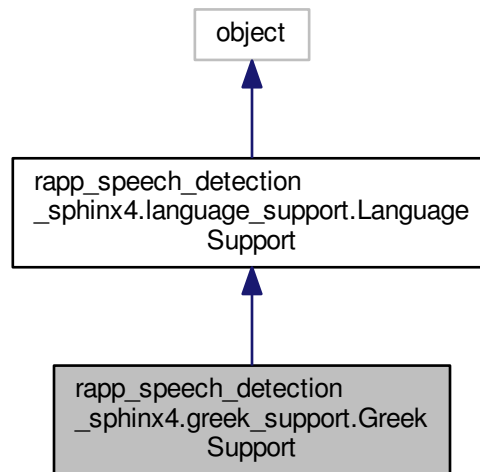 object
rapp_speech_detection
_sphinx4.language_support.Language
Support
rapp_speech_detection
_sphinx4.greek_support.Greek
Support